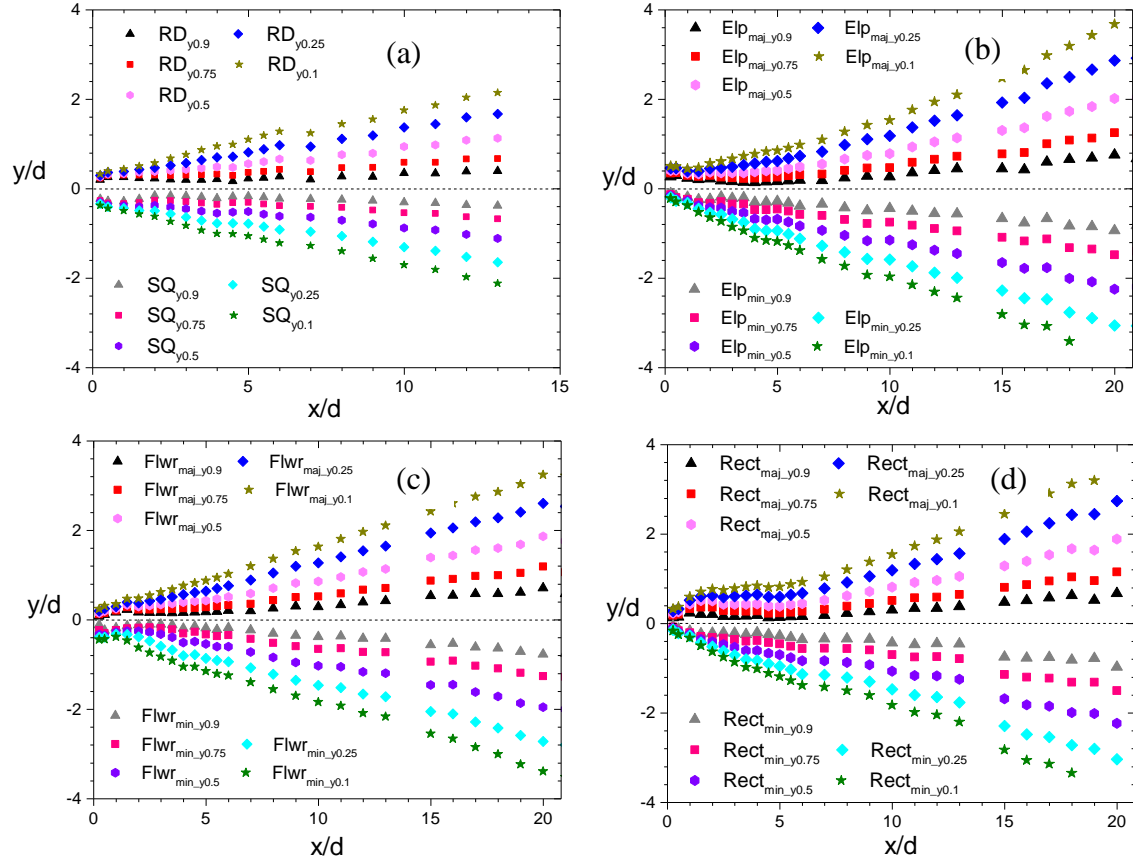 4
2
0
-2
-4
y/d
RD_y0.9 RD_y0.25
RD_y0.75 RD_y0.1
RD_y0.5
(a)
SQ_y0.9 SQ_y0.25
SQ_y0.75 SQ_y0.1
SQ_y0.5
0 5 10 15
x/d
4
2
0
-2
-4
y/d
Elp_maj_y0.9 Elp_maj_y0.25
Elp_maj_y0.75 Elp_maj_y0.1
Elp_maj_y0.5
(b)
Elp_min_y0.9
Elp_min_y0.75 Elp_min_y0.25
Elp_min_y0.5 Elp_min_y0.1
0 5 10 15 20
x/d
4
2
0
-2
-4
y/d
Flwr_maj_y0.9 Flwr_maj_y0.25
Flwr_maj_y0.75 Flwr_maj_y0.1
Flwr_maj_y0.5
(c)
Flwr_min_y0.9
Flwr_min_y0.75 Flwr_min_y0.25
Flwr_min_y0.5 Flwr_min_y0.1
0 5 10 15 20
x/d
4
2
0
-2
-4
y/d
Rect_maj_y0.9 Rect_maj_y0.25
Rect_maj_y0.75 Rect_maj_y0.1
Rect_maj_y0.5
(d)
Rect_min_y0.9
Rect_min_y0.75 Rect_min_y0.25
Rect_min_y0.5 Rect_min_y0.1
0 5 10 15 20
x/d